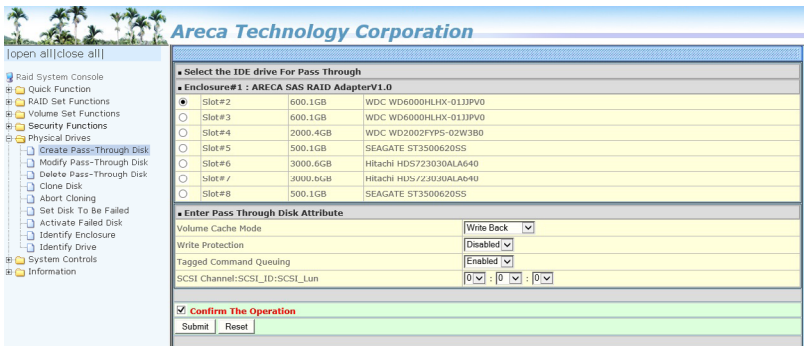 Areca Technology Corporation
|open all|close all|
Raid System Console
Quick Function
RAID Set Functions
Volume Set Functions
Security Functions
Physical Drives
Create Pass-Through Disk
Modify Pass-Through Disk
Delete Pass-Through Disk
Clone Disk
Abort Cloning
Set Disk To Be Failed
Activate Failed Disk
Identify Enclosure
Identify Drive
System Controls
Information
Select the IDE drive For Pass Through
Enclosure#1 : ARECA SAS RAID AdapterV1.0
Slot#2 600.1GB WDC WD6000HLHX-01JJPV0
Slot#3 600.1GB WDC WD6000HLHX-01JJPV0
Slot#4 2000.4GB WDC WD2002FYPS-02W3B0
Slot#5 500.1GB SEAGATE ST3500620SS
Slot#6 3000.6GB Hitachi HDS723030ALA640
Slot#7 3000.6GB Hitachi HDS723030ALA640
Slot#8 500.1GB SEAGATE ST3500620SS
Enter Pass Through Disk Attribute
Volume Cache Mode Write Back
Write Protection Disabled
Tagged Command Queuing Enabled
SCSI Channel:SCSI_ID:SCSI_Lun 0 : 0 : 0
Confirm The Operation
Submit Reset